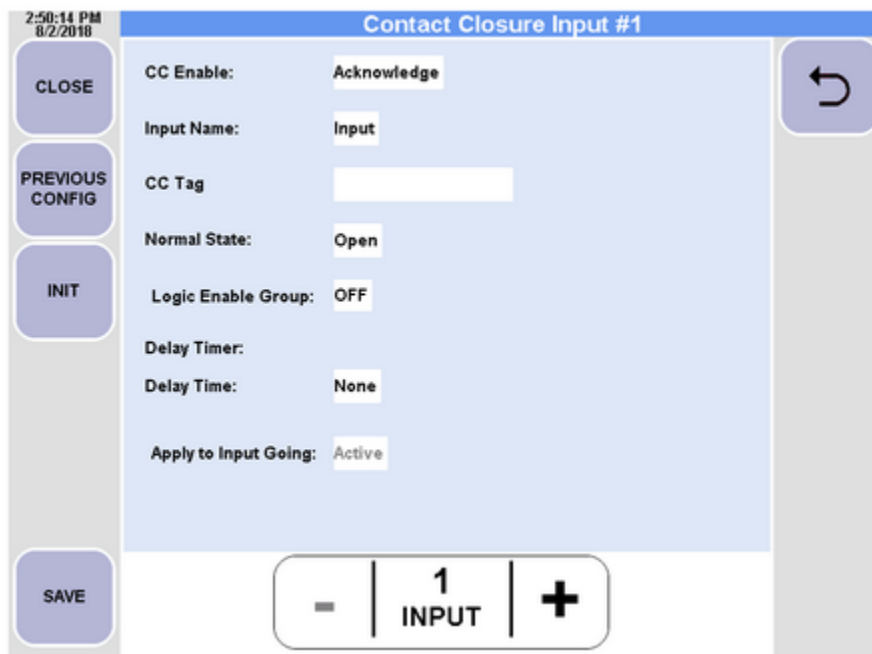 2:50:14 PM
8/2/2018
Contact Closure Input #1
CLOSE
PREVIOUS
CONFIG
INIT
SAVE
CC Enable: Acknowledge
Input Name: Input
CC Tag
Normal State: Open
Logic Enable Group: OFF
Delay Timer:
Delay Time: None
Apply to Input Going: Active
- 1 +
INPUT